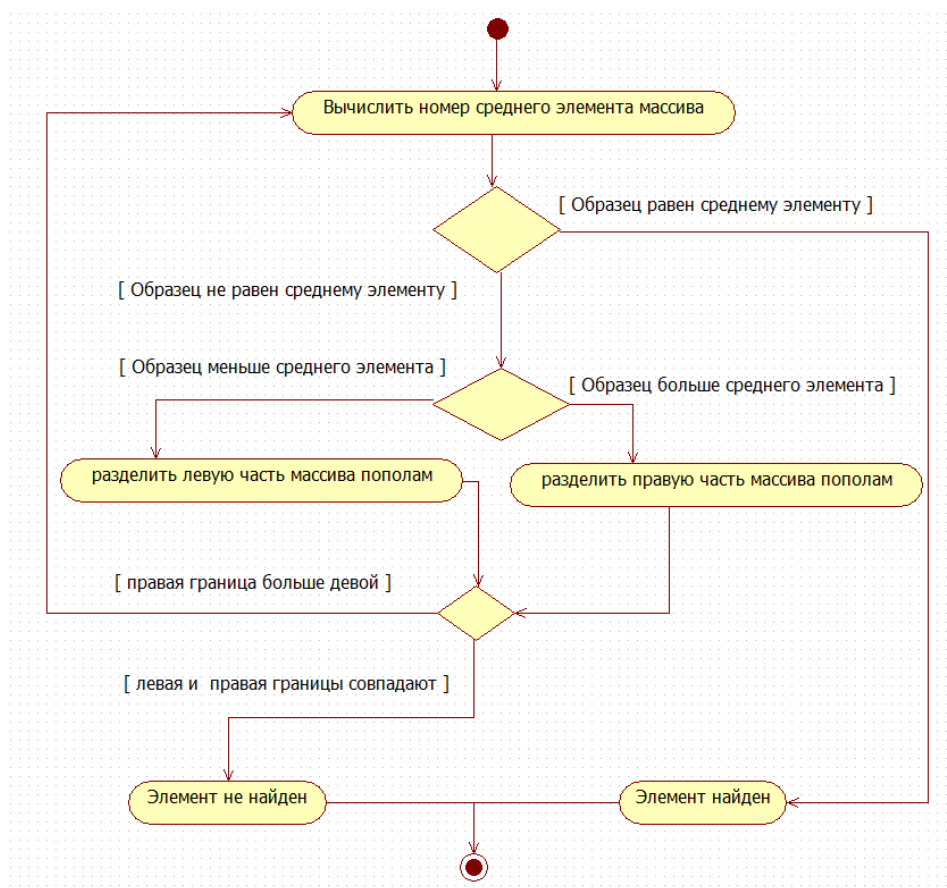 Вычислить номер среднего элемента массива
[ Образец равен среднему элементу ]
[ Образец не равен среднему элементу ]
[ Образец меньше среднего элемента ]
[ Образец больше среднего элемента ]
разделить левую часть массива пополам
разделить правую часть массива пополам
[ правая граница больше девой ]
[ левая и  правая границы совпадают ]
Элемент не найден
Элемент найден